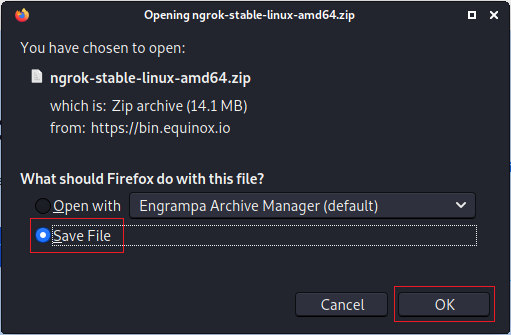 Opening ngrok-stable-linux-amd64.zip
You have chosen to open:
ngrok-stable-linux-amd64.zip
which is: Zip archive (14.1 MB)
from: https://bin.equinox.io
What should Firefox do with this file?
Open with Engrampa Archive Manager (default)
Save File
Cancel OK